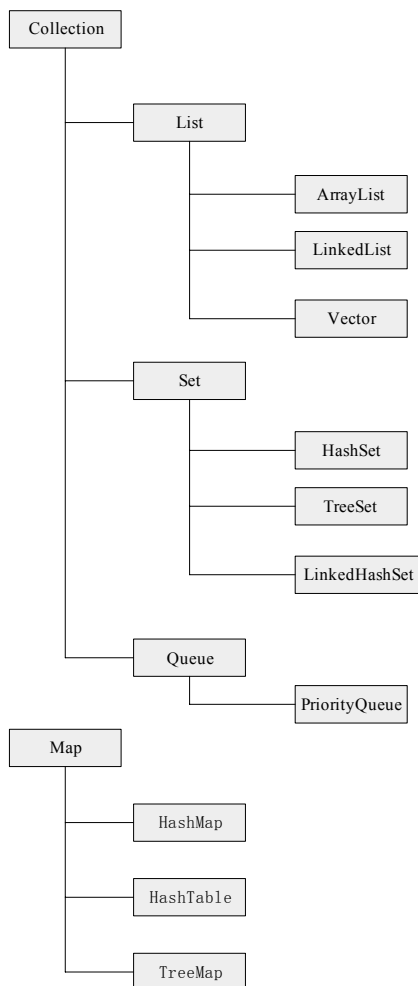 Collection
List
ArrayList
LinkedList
Vector
Set
HashSet
TreeSet
LinkedHashSet
Queue
PriorityQueue
Map
HashMap
HashTable
TreeMap